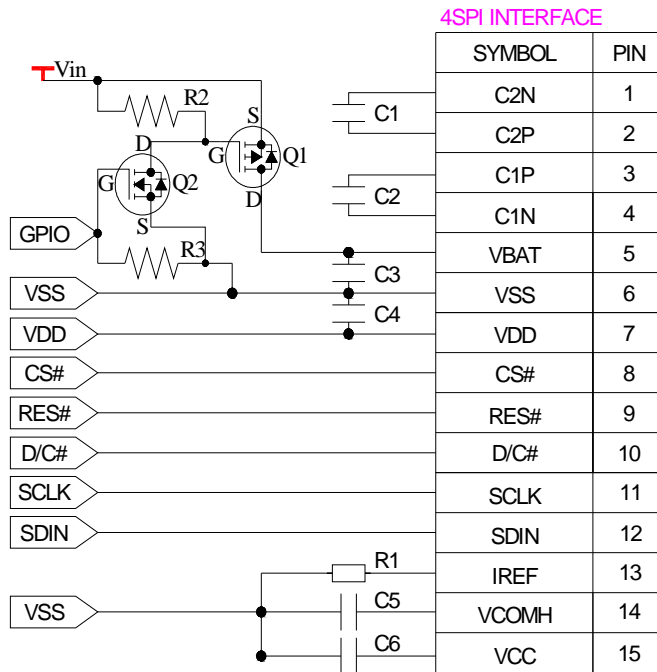 4SPI INTERFACE
SYMBOL PIN
Vin
R2
S
C1
C2N 1
D
G
Q1
C2P 2
G
Q2
D
C2
C1P 3
S
C1N 4
GPIO
R3
VBAT 5
C3
VSS
VSS 6
C4
VDD
VDD 7
CS#
CS# 8
RES#
RES# 9
D/C#
D/C# 10
SCLK
SCLK 11
SDIN
SDIN 12
R1
IREF 13
VSS
C5
VCOMH 14
C6
VCC 15